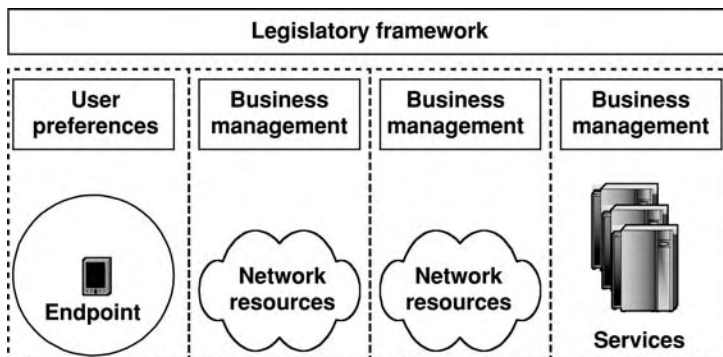 Legislatory framework
User
preferences
Business
management
Business
management
Business
management
Endpoint
Network
resources
Network
resources
Services